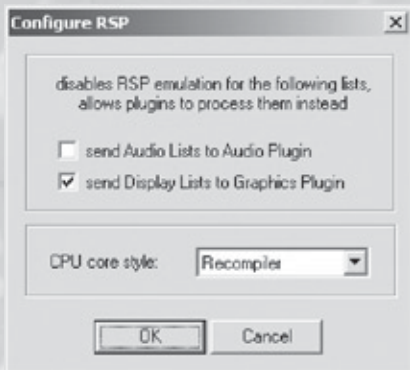 Configure RSP
disables RSP emulation for the following lists,
allows plugins to process them instead
send Audio Lists to Audio Plugin
send Display Lists to Graphics Plugin
CPU core style: Recompiler
OK Cancel